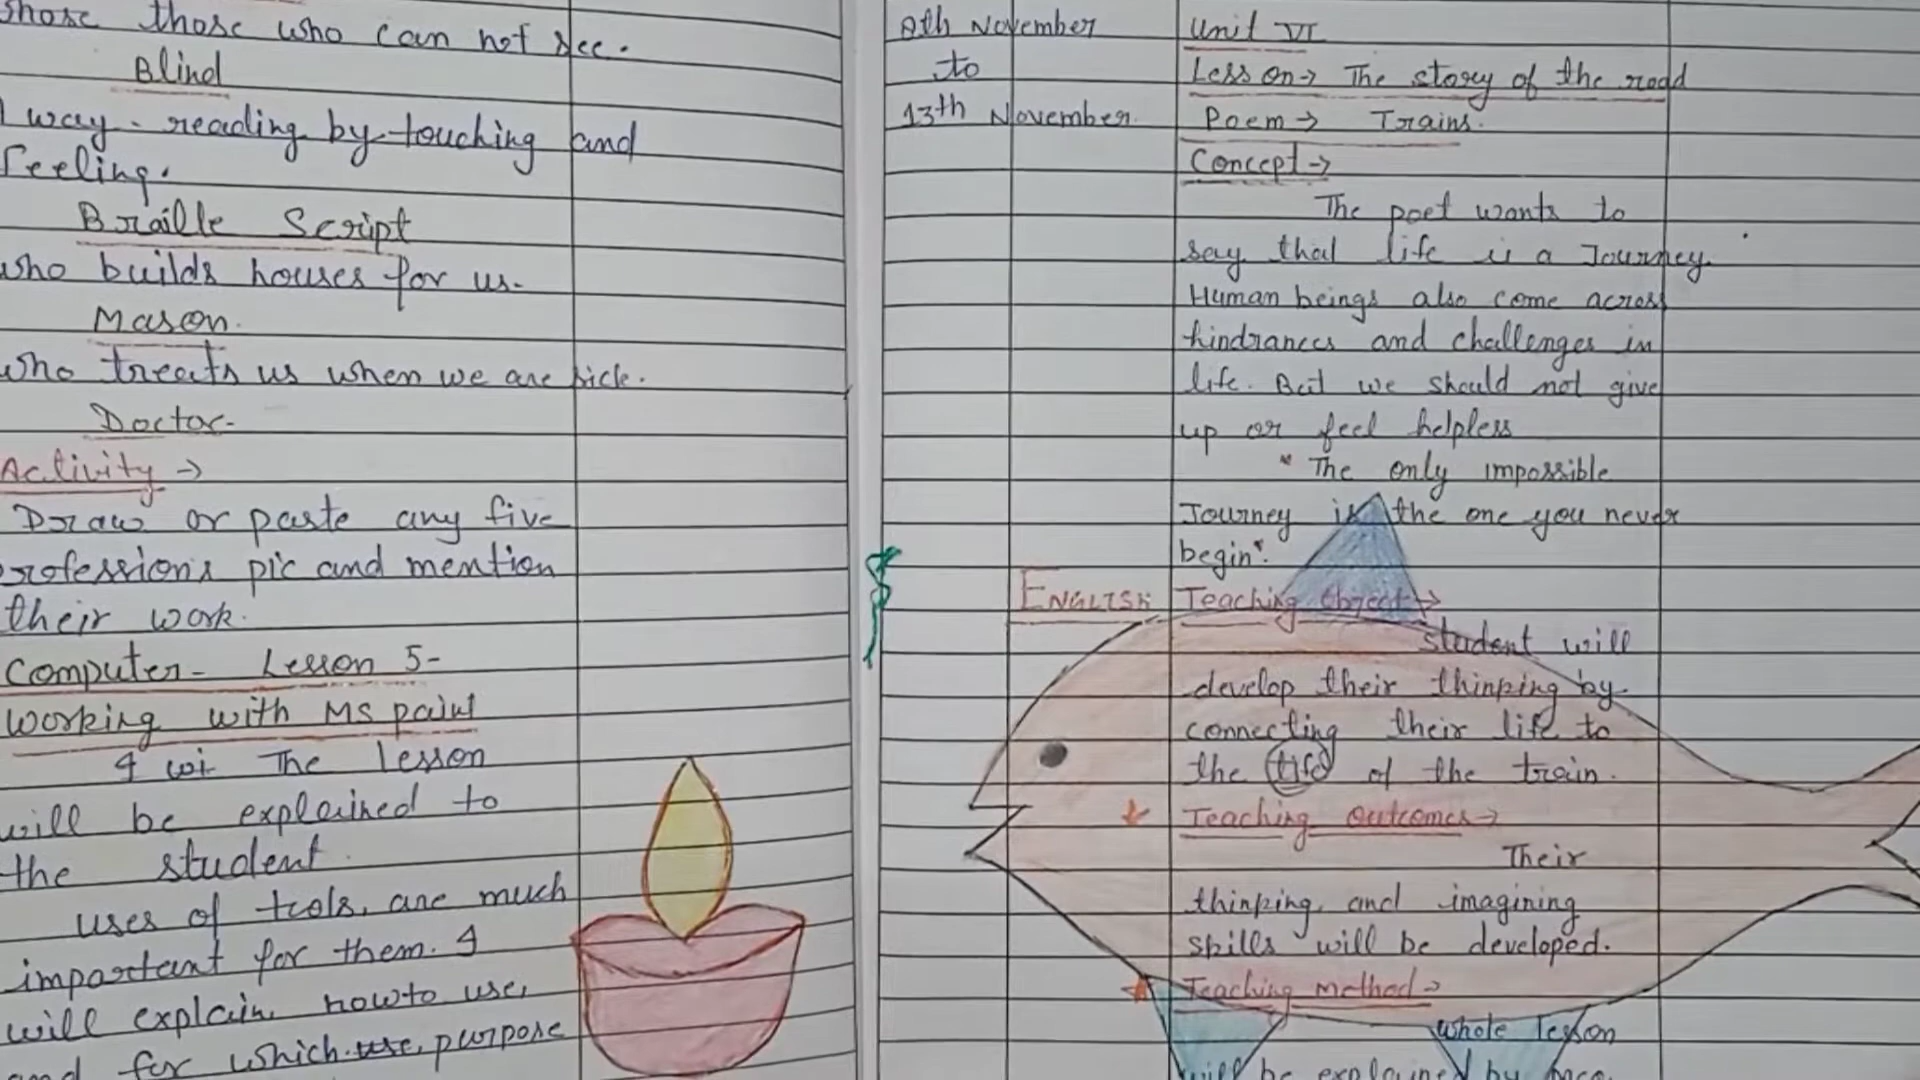 those who can not see.
Blind
way. reading by touching and
feeling.
Braille Script
who builds houses for us.
Mason.
who treats us when we are sick.
Doctor-
Activity →
Draw or paste any five
professions pic and mention
their work.
Computer- Lesson 5-
working with MS paint
The lesson
will be explained to
the student.
uses of tools, are much
important for them. I
will explain how to use,
and for which use, purpose
to
13th November.
November
Unit VI
Lesson→ The story of the road
Poem→ Trains.
Concept→
The poet wants to
say that life is a Journey.
Human beings also come across
hindrances and challenges in
life. But we should not give
up or feel helpless
"The only impossible
Journey is the one you never
begin".
ENGLISH Teaching Object→
student will
develop their thinking by
connecting their life to
the life of the train.
Teaching outcomes→
Their
thinking and imagining
skills will be developed.
Teaching method→
whole lesson
will be explained by